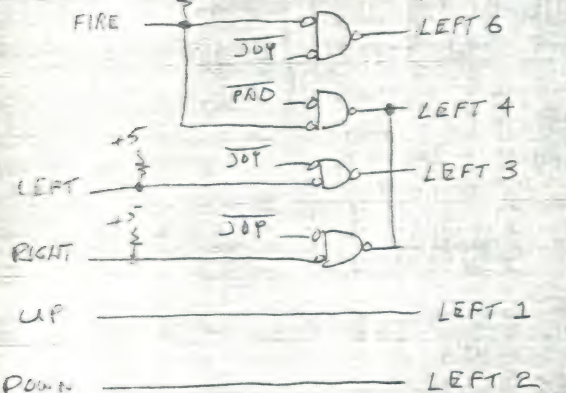 FIRE LEFT 6
JOY
PAD
LEFT 4
+5
JOY
LEFT LEFT 3
+5
JOY
RIGHT
UP LEFT 1
DOWN LEFT 2